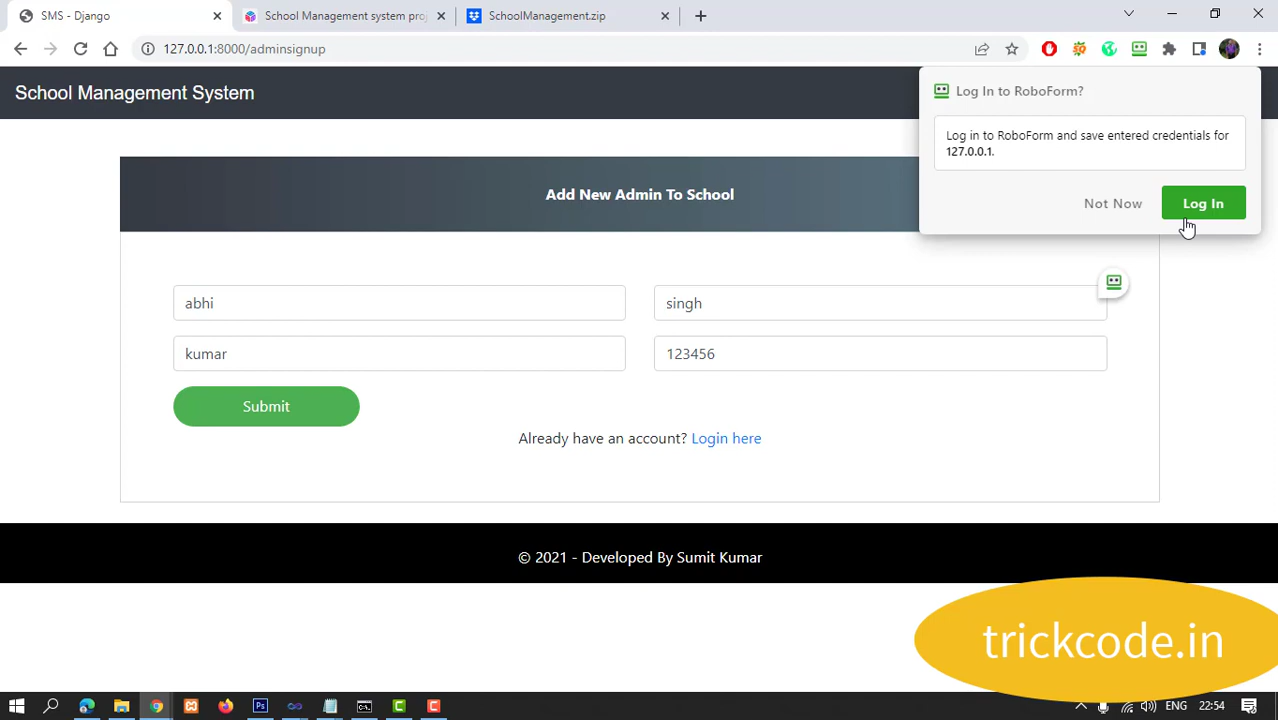 SMS - Django
School Management system proj
SchoolManagement.zip
127.0.0.1:8000/adminsignup
School Management System
Log In to RoboForm?
Log in to RoboForm and save entered credentials for
127.0.0.1.
Not Now
Log In
Add New Admin To School
abhi
singh
kumar
123456
Submit
Already have an account? Login here
© 2021 - Developed By Sumit Kumar
trickcode.in
ENG
22:54